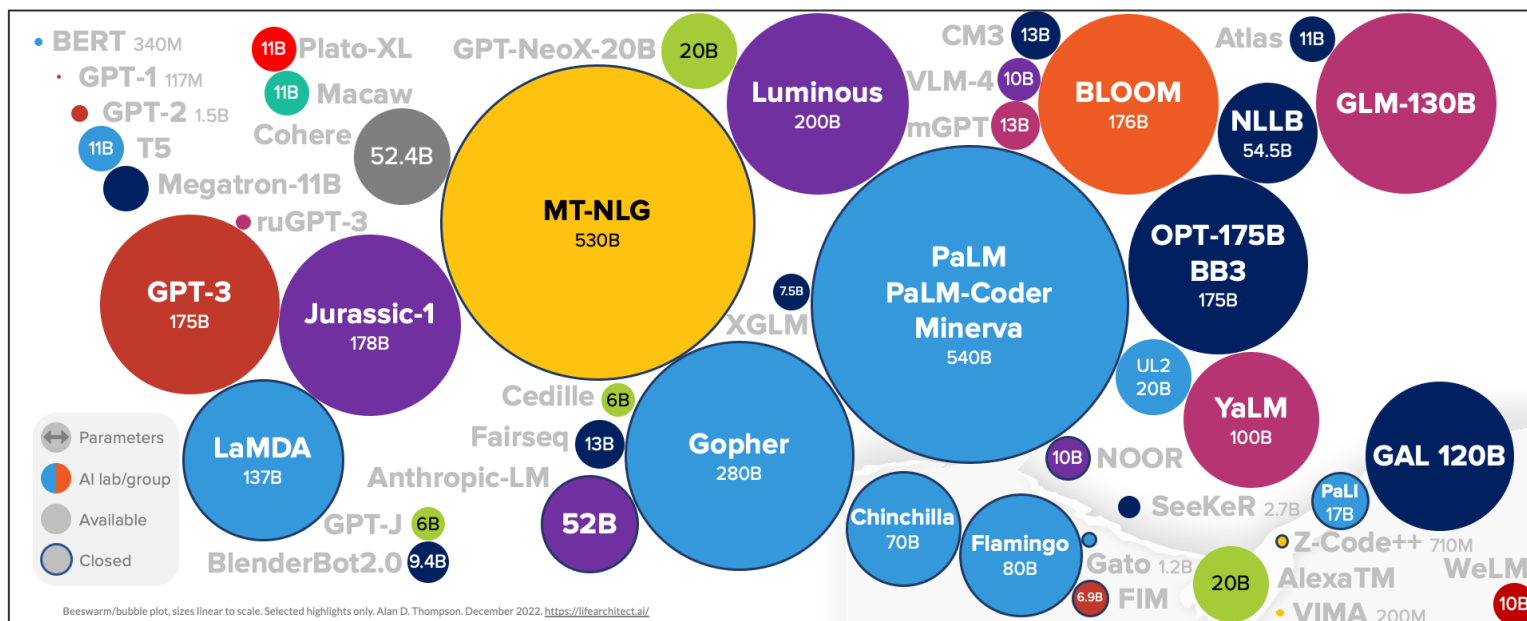 BERT 340M
GPT-1 117M
GPT-2 1.5B
11B T5
Megatron-11B
ruGPT-3
11B Plato-XL
11B Macaw
Cohere
52.4B
GPT-NeoX-20B 20B
MT-NLG
530B
Luminous
200B
CM3 13B
VLM-4 10B
mGPT 13B
BLOOM
176B
Atlas 11B
NLLB
54.5B
GLM-130B
GPT-3
175B
Jurassic-1
178B
7.5B
XGLM
PaLM
PaLM-Coder
Minerva
540B
OPT-175B
BB3
175B
UL2
20B
YaLM
100B
LaMDA
137B
Cedille 6B
Fairseq 13B
Anthropic-LM
52B
GPT-J 6B
BlenderBot2.0 9.4B
Gopher
280B
10B NOOR
Chinchilla
70B
Flamingo
80B
Gato 1.2B
6.9B FIM
SeeKeR 2.7B
PaLI
17B
GAL 120B
Z-Code++ 710M
20B AlexaTM
VIMA 200M
WeLM
10B
Parameters
AI lab/group
Available
Closed
Beeswarm/bubble plot, sizes linear to scale. Selected highlights only. Alan D. Thompson. December 2022. https://lifearchitect.ai/